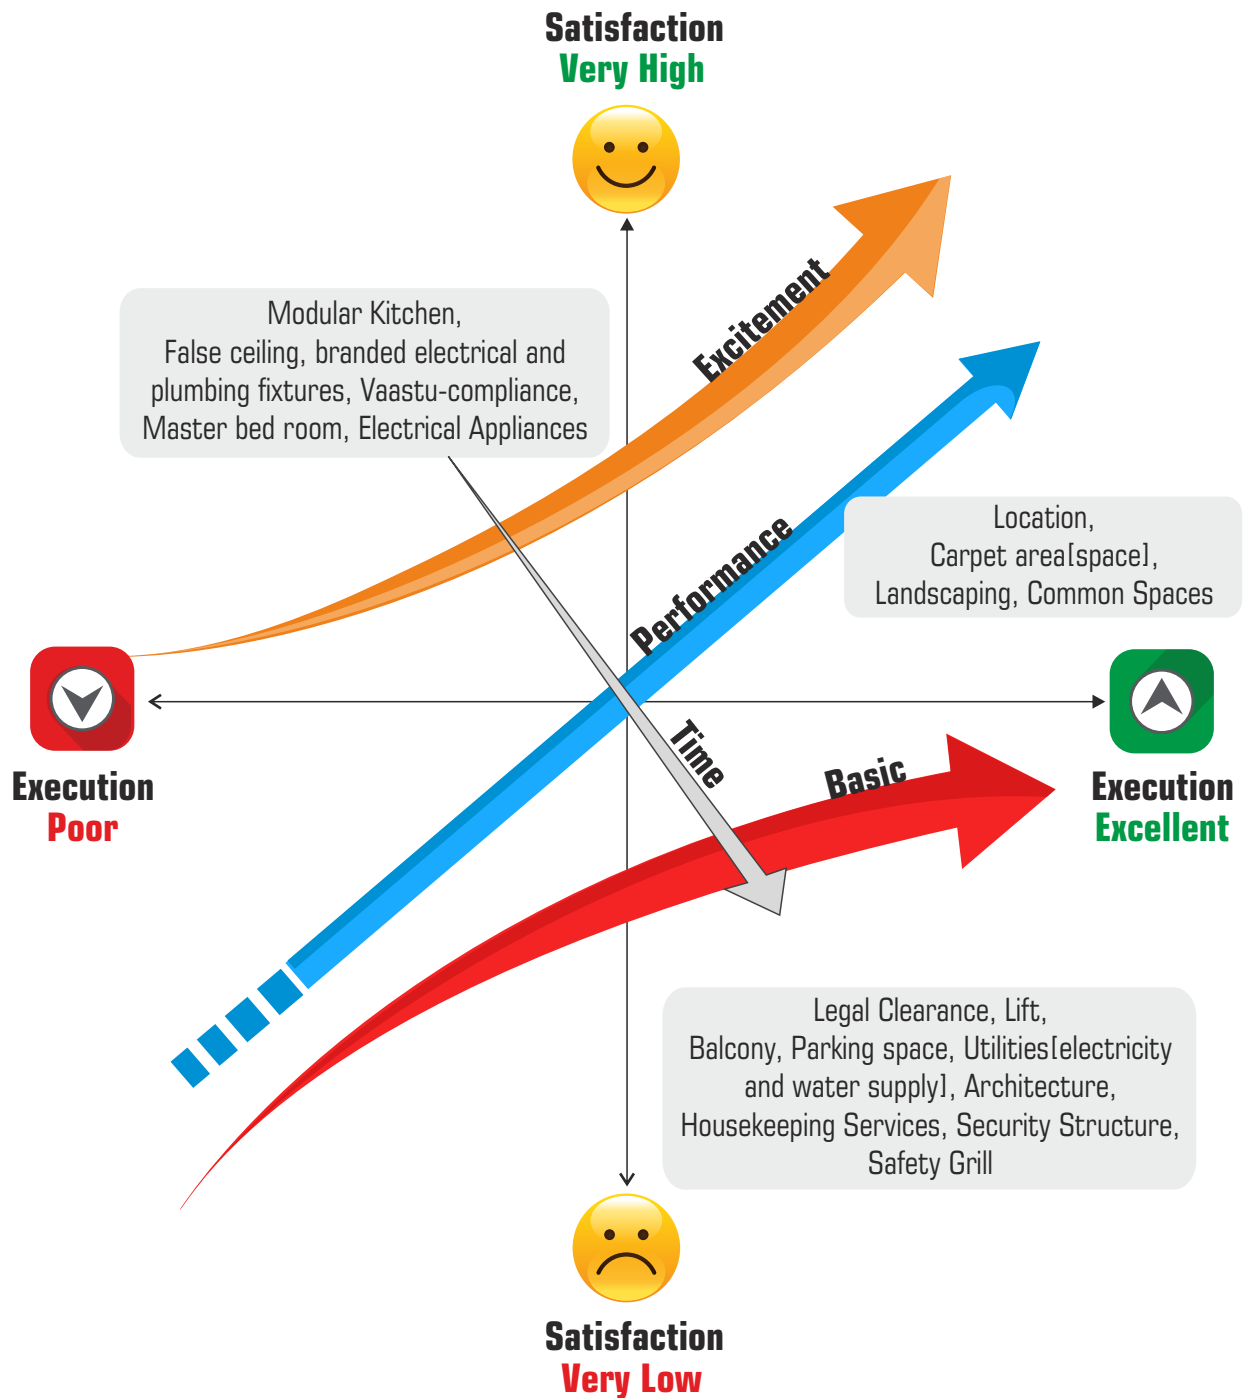 Satisfaction
Very High
Excitement
Modular Kitchen,
False ceiling, branded electrical and
plumbing fixtures, Vaastu-compliance,
Master bed room, Electrical Appliances
Performance
Location,
Carpet area[space],
Landscaping, Common Spaces
Time
Basic
Execution
Poor
Execution
Excellent
Legal Clearance, Lift,
Balcony, Parking space, Utilities[electricity
and water supply], Architecture,
Housekeeping Services, Security Structure,
Safety Grill
Satisfaction
Very Low